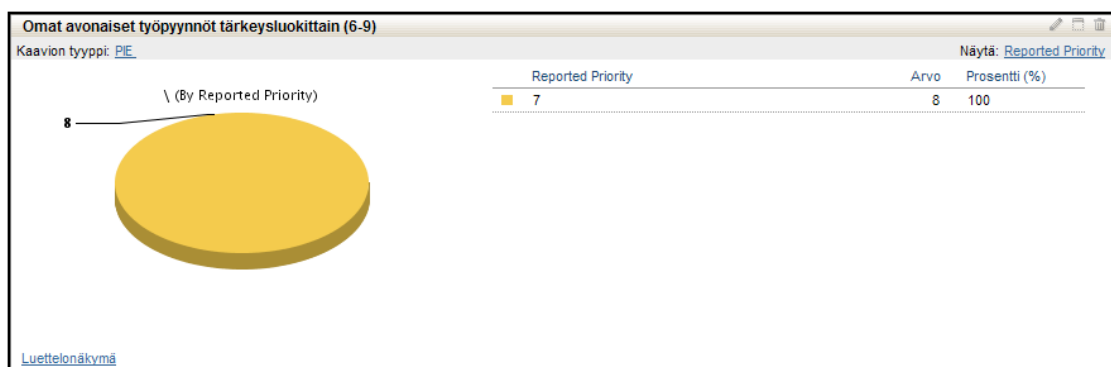 Omat avonaiset työpyynnöt tärkeysluokittain (6-9)
Kaavion tyyppi: PIE
Näytä: Reported Priority
\ (By Reported Priority)
8
Reported Priority Arvo Prosentti (%)
7 8 100
Luettelonäkymä